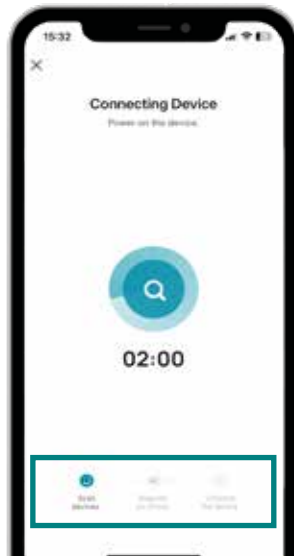 15:32
Connecting Device
Power on the device.
02:00
Scan
devices